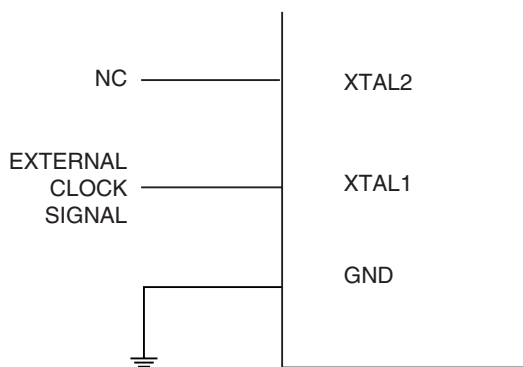 NC
XTAL2
EXTERNAL
CLOCK
SIGNAL
XTAL1
GND